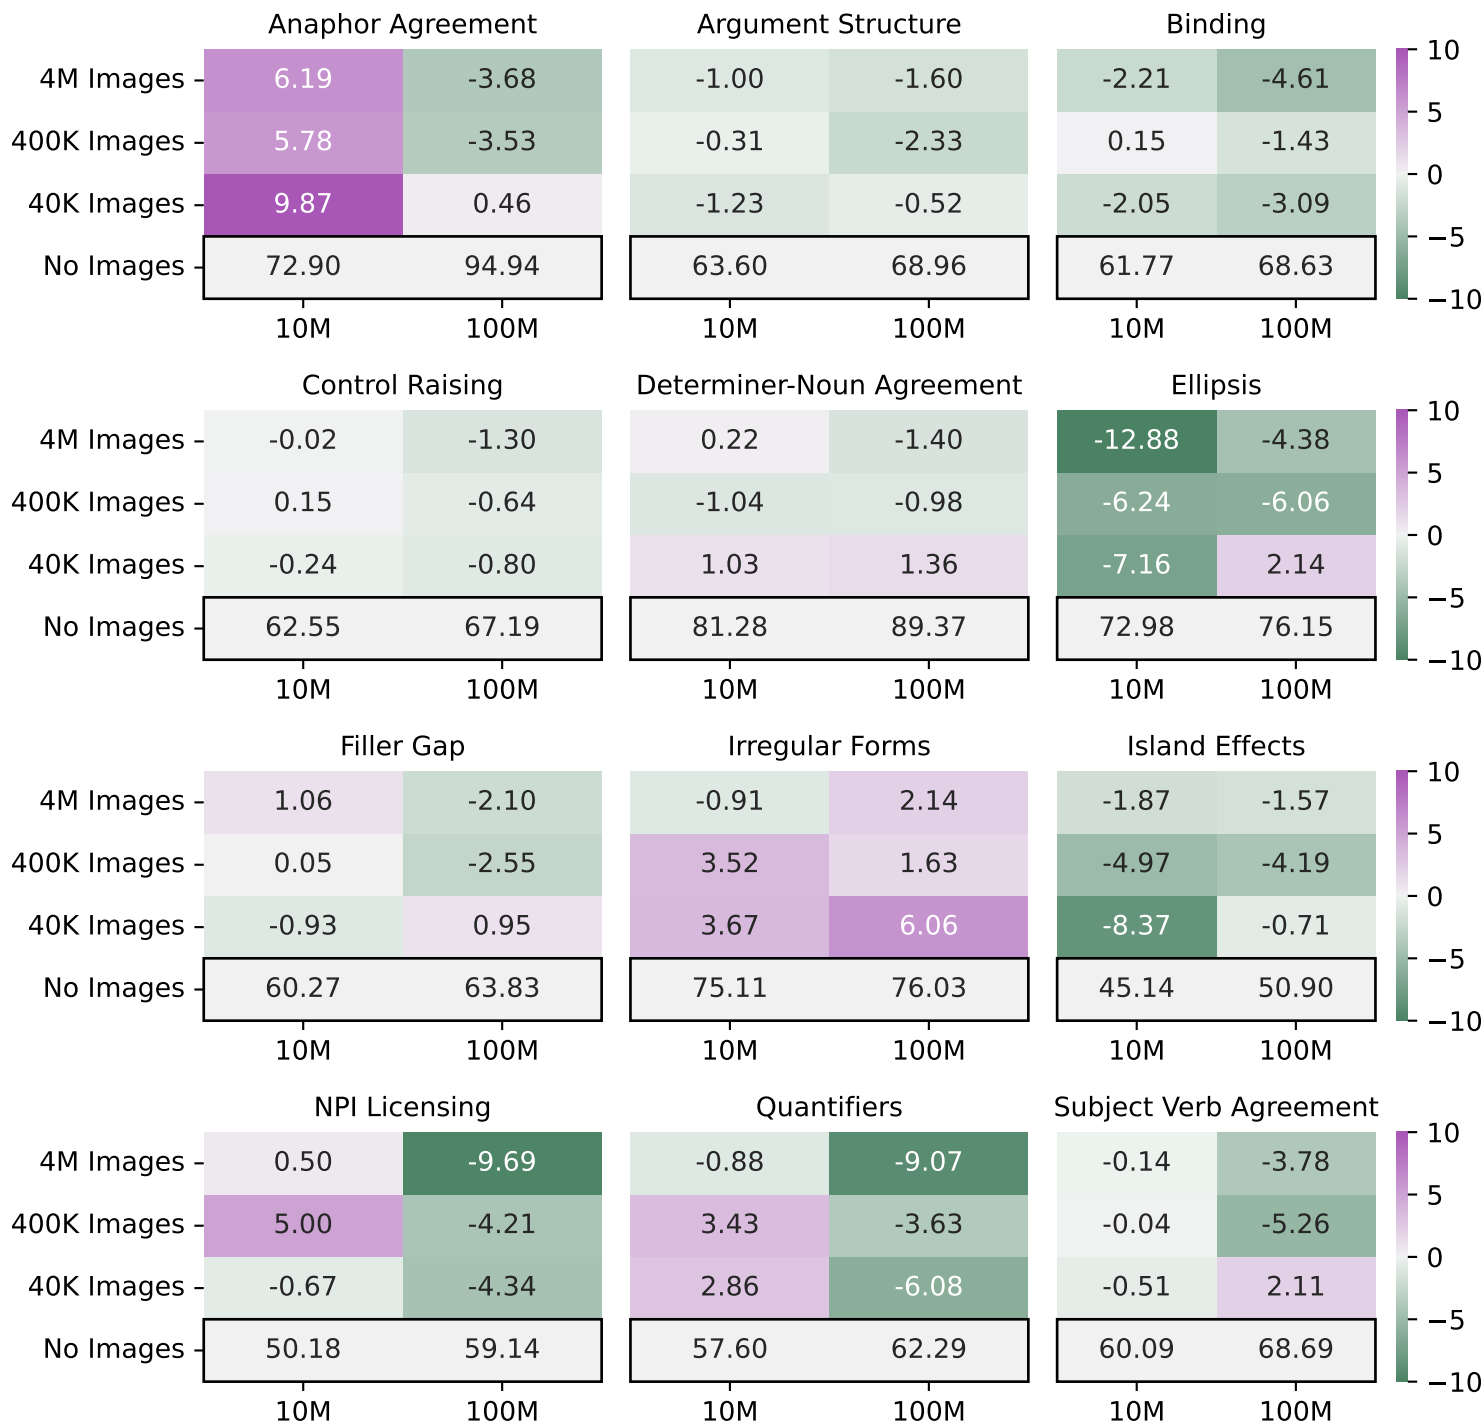 Anaphor Agreement Argument Structure Binding
4M Images 6.19 -3.68 -1.00 -1.60 -2.21 -4.61 10
400K Images 5.78 -3.53 -0.31 -2.33 0.15 -1.43 5
40K Images 9.87 0.46 -1.23 -0.52 -2.05 -3.09 0
No Images 72.90 94.94 63.60 68.96 61.77 68.63 −5
10M 100M 10M 100M 10M 100M −10
Control Raising Determiner-Noun Agreement Ellipsis
4M Images -0.02 -1.30 0.22 -1.40 -12.88 -4.38 10
400K Images 0.15 -0.64 -1.04 -0.98 -6.24 -6.06 5
40K Images -0.24 -0.80 1.03 1.36 -7.16 2.14 0
No Images 62.55 67.19 81.28 89.37 72.98 76.15 −5
10M 100M 10M 100M 10M 100M −10
Filler Gap Irregular Forms Island Effects
4M Images 1.06 -2.10 -0.91 2.14 -1.87 -1.57 10
400K Images 0.05 -2.55 3.52 1.63 -4.97 -4.19 5
40K Images -0.93 0.95 3.67 6.06 -8.37 -0.71 0
No Images 60.27 63.83 75.11 76.03 45.14 50.90 −5
10M 100M 10M 100M 10M 100M −10
NPI Licensing Quantifiers Subject Verb Agreement
4M Images 0.50 -9.69 -0.88 -9.07 -0.14 -3.78 10
400K Images 5.00 -4.21 3.43 -3.63 -0.04 -5.26 5
40K Images -0.67 -4.34 2.86 -6.08 -0.51 2.11 0
No Images 50.18 59.14 57.60 62.29 60.09 68.69 −5
10M 100M 10M 100M 10M 100M −10